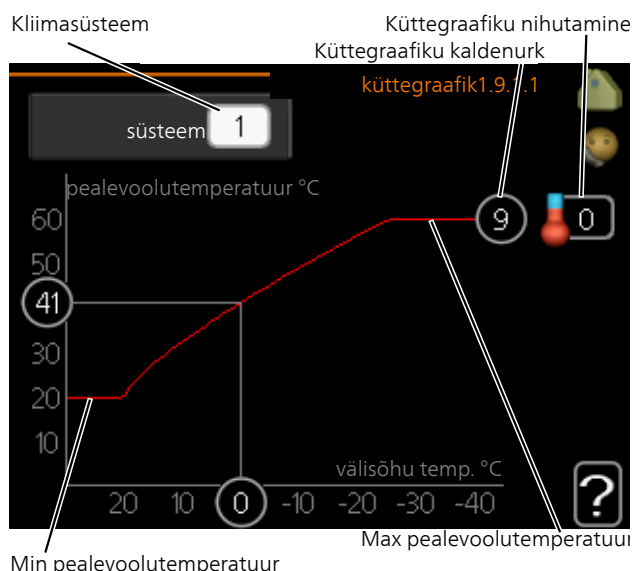 Kliimasüsteem
Küttegraafiku nihutamine
Küttegraafiku kaldenurk
küttegraafik1.9.1.1
süsteem 1
pealevoolutemperatuur °C
60
9
0
50
41
30
20
10
välisõhu temp. °C
20 10 0 -10 -20 -30 -40
?
Max pealevoolutemperatuur
Min pealevoolutemperatuur